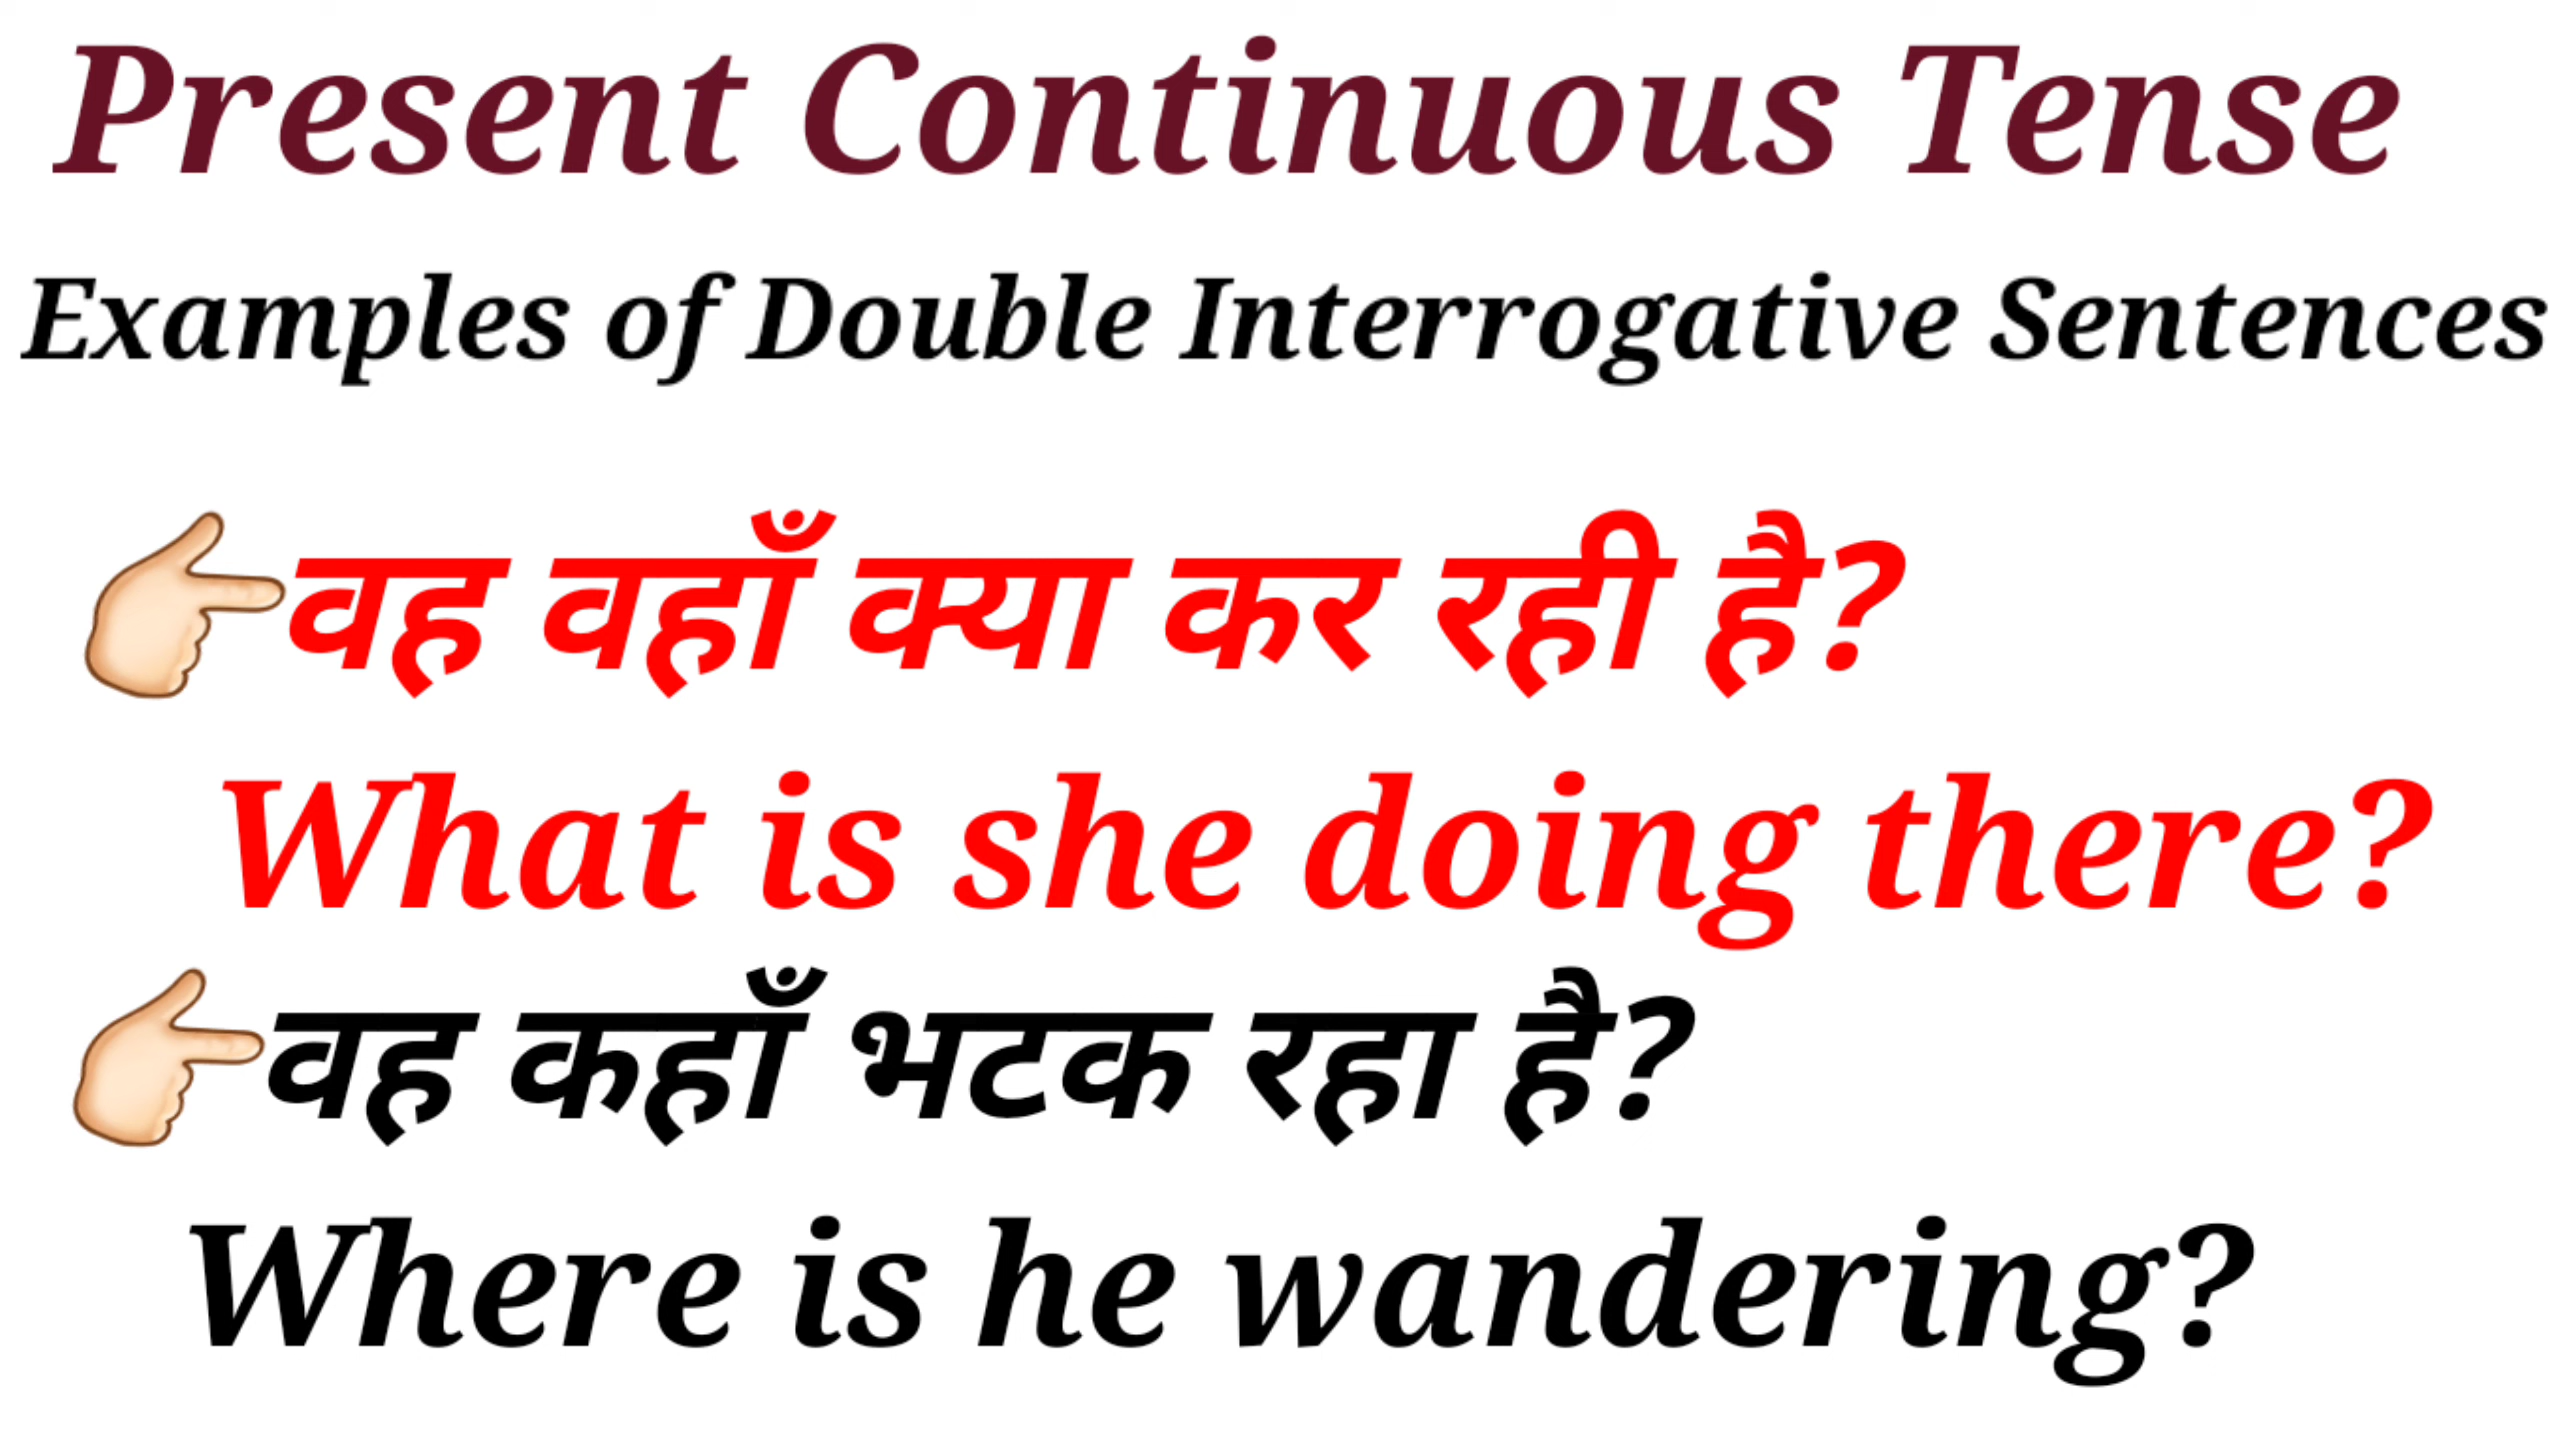 Present Continuous Tense
Examples of Double Interrogative Sentences
👉वह वहाँ क्या कर रही है?
What is she doing there?
👉वह कहाँ भटक रहा है?
Where is he wandering?